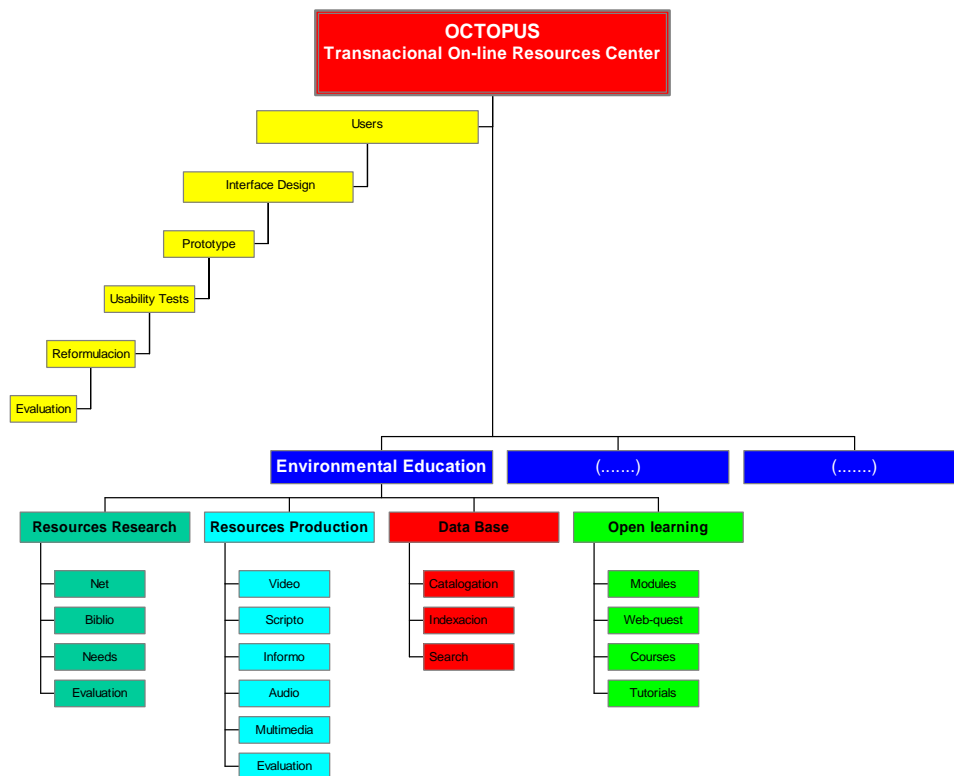 OCTOPUS
Transnacional On-line Resources Center
Users
Interface Design
Prototype
Usability Tests
Reformulacion
Evaluation
Environmental Education
(.......)
(.......)
Resources Research
Resources Production
Data Base
Open learning
Net
Biblio
Needs
Evaluation
Video
Scripto
Informo
Audio
Multimedia
Evaluation
Catalogation
Indexacion
Search
Modules
Web-quest
Courses
Tutorials